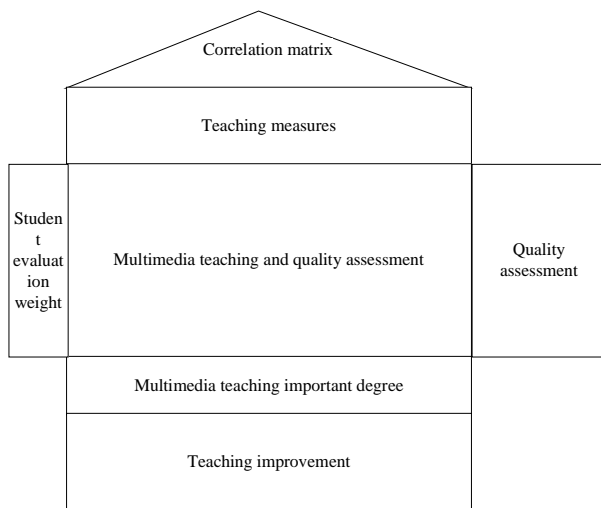 Correlation matrix
Teaching measures
Studen
t
evaluat
ion
weight
Multimedia teaching and quality assessment
Quality
assessment
Multimedia teaching important degree
Teaching improvement